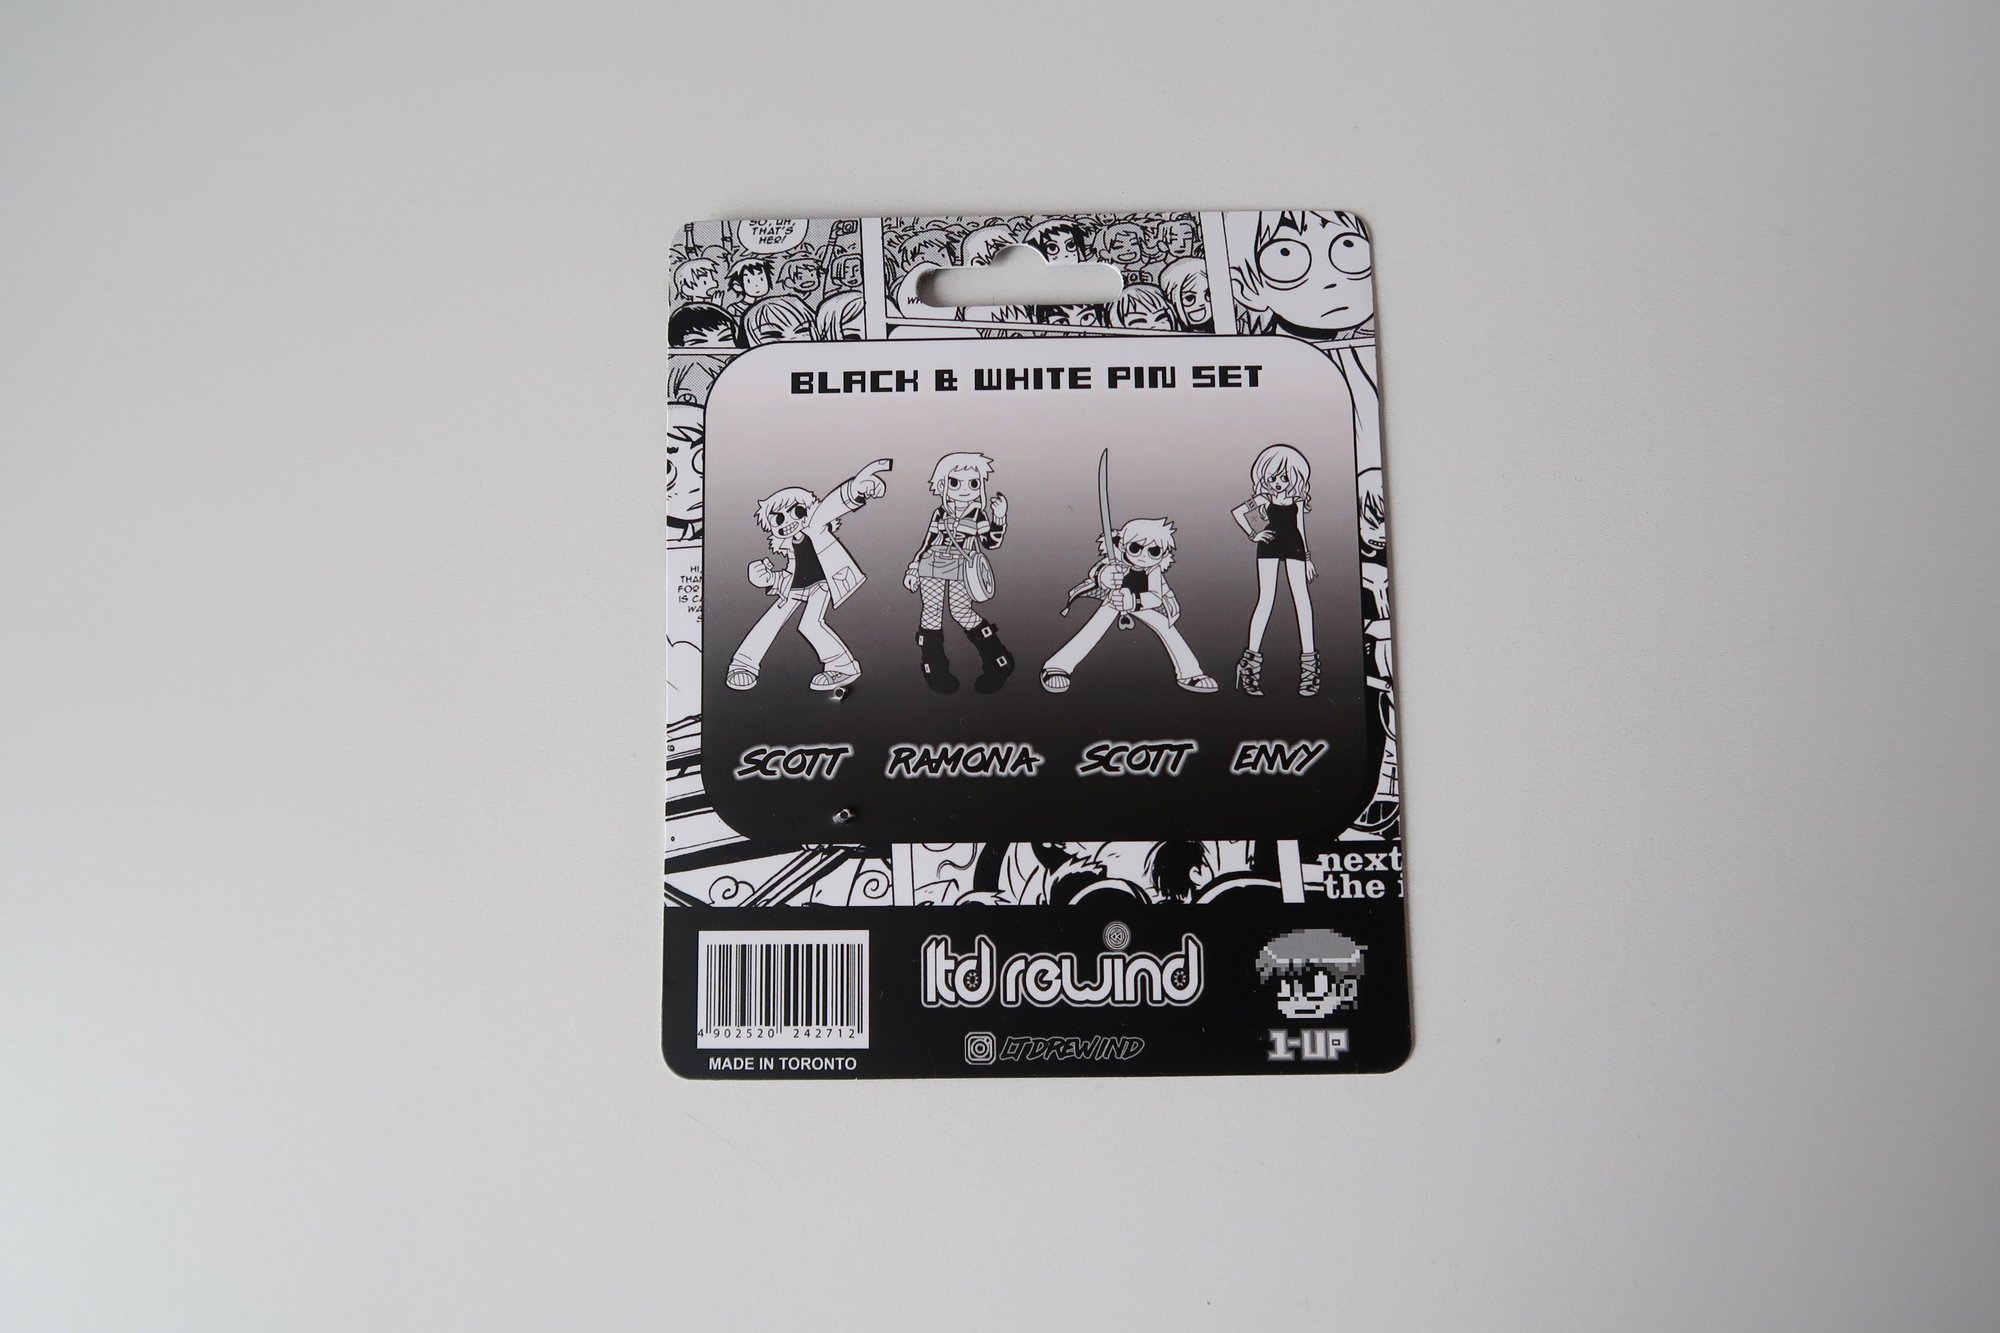 SO, UH,
THAT'S
HER!
BLACK & WHITE PIN SET
SCOTT RAMONA SCOTT ENVY
next
the
ltd rewind
4 902520 242712
MADE IN TORONTO
LTDREWIND
1-UP